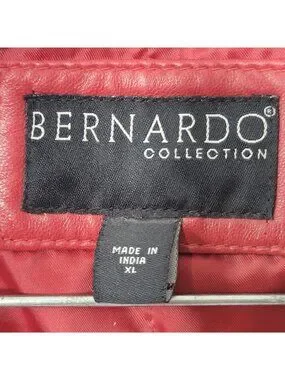 BERNARDO®
COLLECTION
MADE IN
INDIA
XL